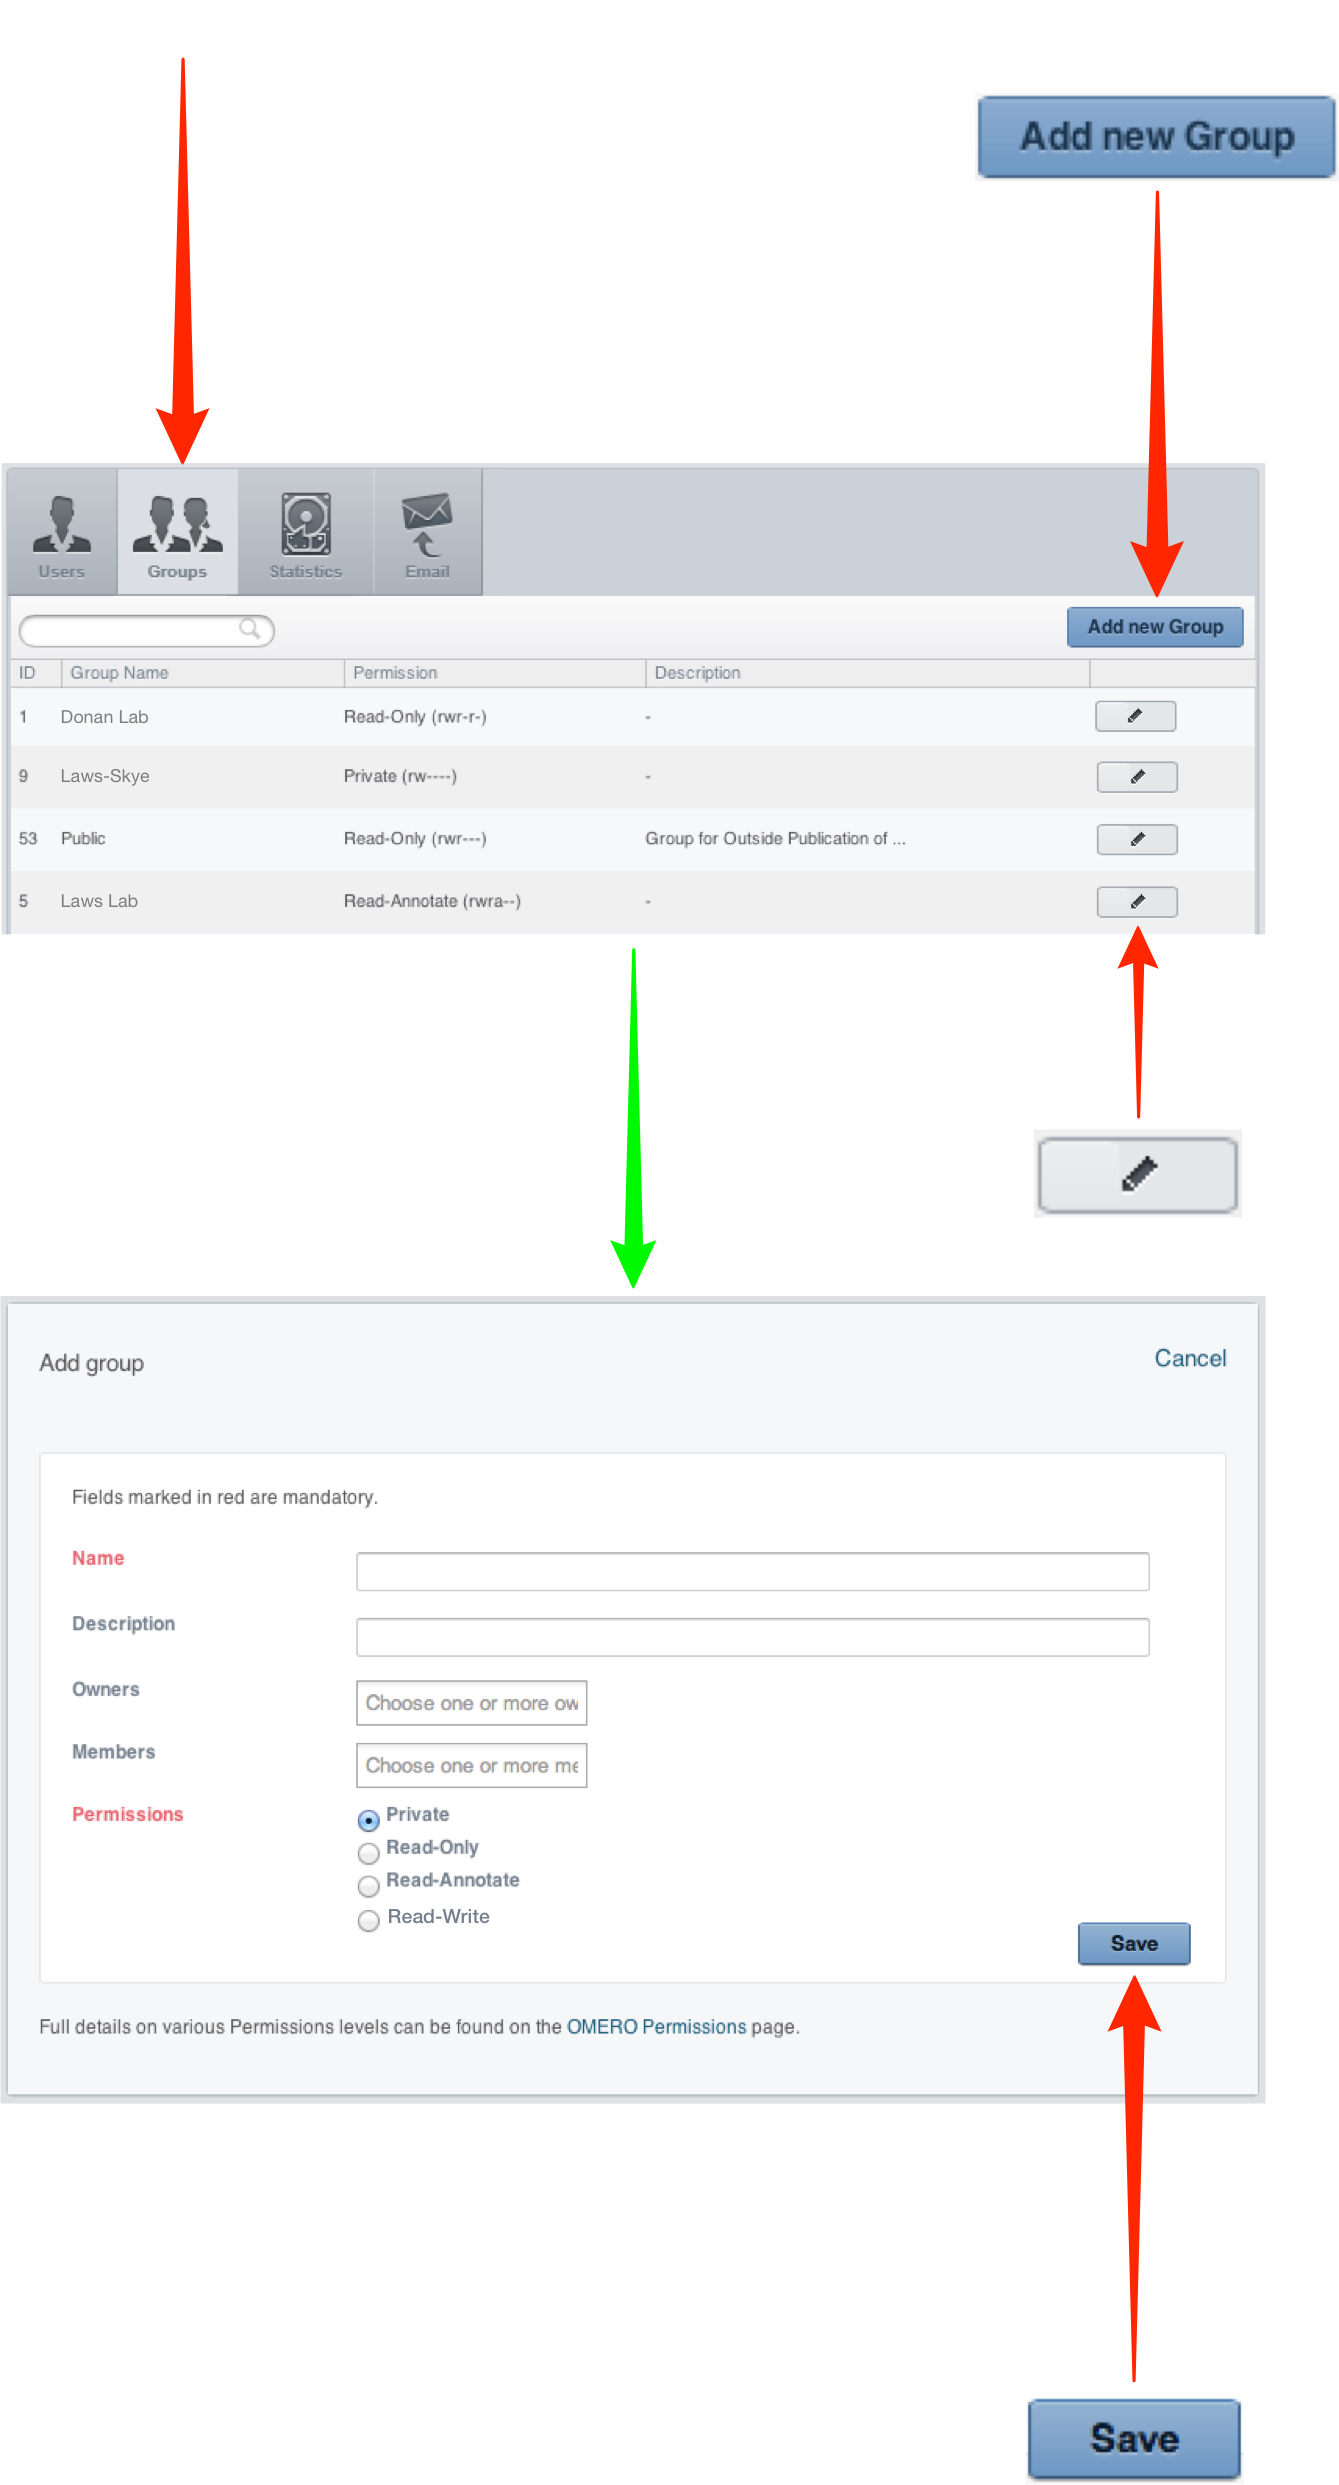 Add new Group
Users Groups Statistics Email
Add new Group
ID Group Name Permission Description
1 Donan Lab Read-Only (rwr-r-) -
9 Laws-Skye Private (rw----) -
53 Public Read-Only (rwr---) Group for Outside Publication of ...
5 Laws Lab Read-Annotate (rwra--) -
Add group Cancel
Fields marked in red are mandatory.
Name
Description
Owners Choose one or more ow
Members Choose one or more me
Permissions Private
Read-Only
Read-Annotate
Read-Write
Save
Full details on various Permissions levels can be found on the OMERO Permissions page.
Save